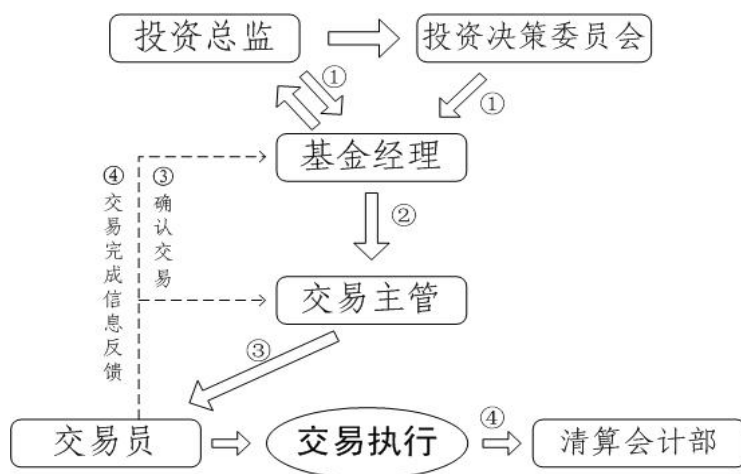 投资总监
投资决策委员会
①
①
基金经理
④交易完成信息反馈
③确认交易
②
交易主管
③
交易员
交易执行
④
清算会计部